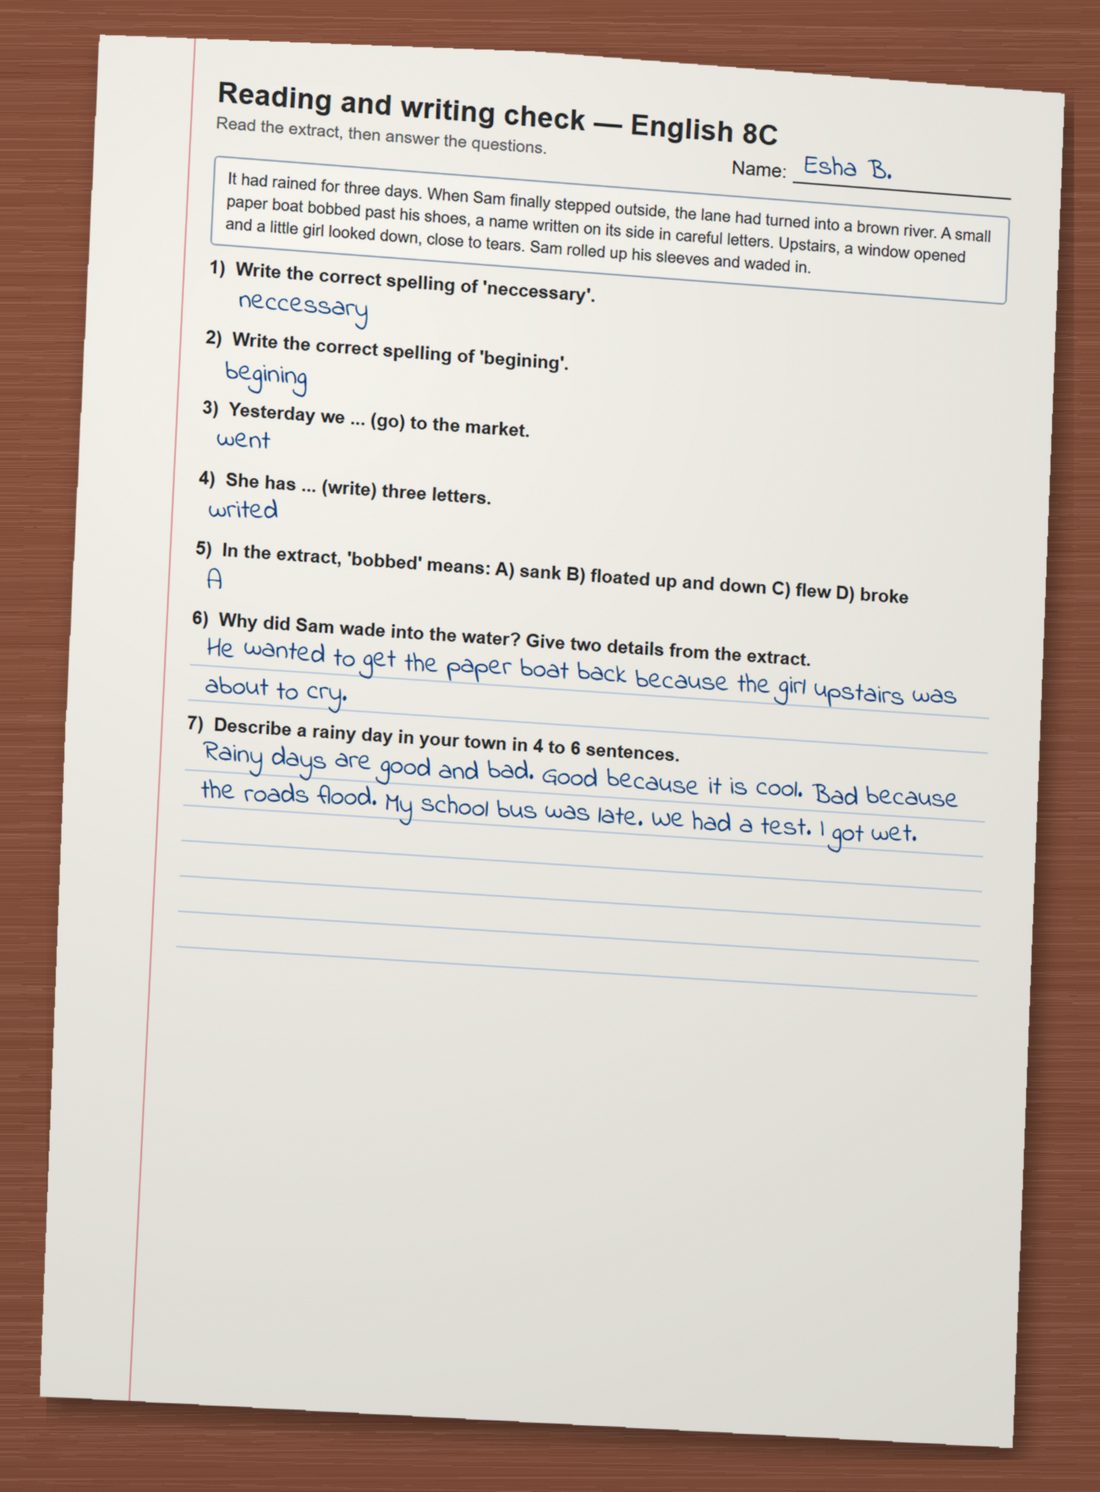 Reading and writing check — English 8C
Read the extract, then answer the questions.
Name: Esha B.
It had rained for three days. When Sam finally stepped outside, the lane had turned into a brown river. A small
paper boat bobbed past his shoes, a name written on its side in careful letters. Upstairs, a window opened
and a little girl looked down, close to tears. Sam rolled up his sleeves and waded in.
1) Write the correct spelling of 'neccessary'.
neccessary
2) Write the correct spelling of 'begining'.
begining
3) Yesterday we ... (go) to the market.
went
4) She has ... (write) three letters.
writed
5) In the extract, 'bobbed' means: A) sank B) floated up and down C) flew D) broke
A
6) Why did Sam wade into the water? Give two details from the extract.
He wanted to get the paper boat back because the girl upstairs was
about to cry.
7) Describe a rainy day in your town in 4 to 6 sentences.
Rainy days are good and bad. Good because it is cool. Bad because
the roads flood. My school bus was late. We had a test. I got wet.